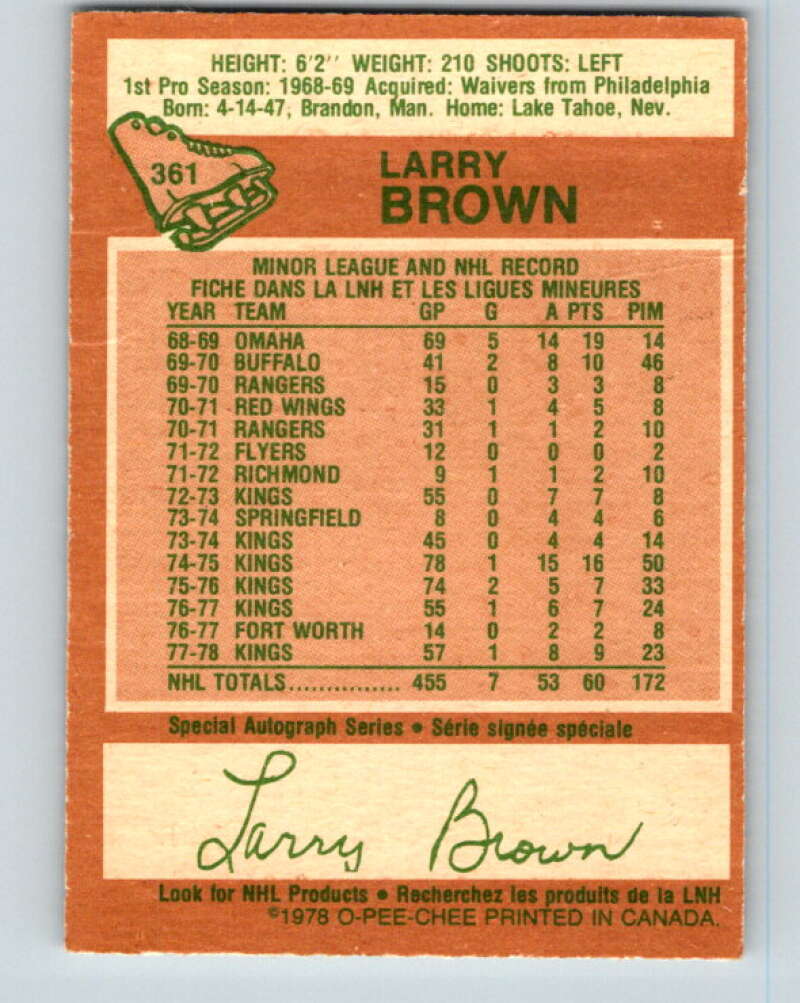 HEIGHT: 6'2'' WEIGHT: 210 SHOOTS: LEFT
1st Pro Season: 1968-69 Acquired: Waivers from Philadelphia
Born: 4-14-47, Brandon, Man. Home: Lake Tahoe, Nev.
361
LARRY
BROWN
MINOR LEAGUE AND NHL RECORD
FICHE DANS LA LNH ET LES LIGUES MINEURES
YEAR TEAM GP G A PTS PIM
68-69 OMAHA 69 5 14 19 14
69-70 BUFFALO 41 2 8 10 46
69-70 RANGERS 15 0 3 3 8
70-71 RED WINGS 33 1 4 5 8
70-71 RANGERS 31 1 1 2 10
71-72 FLYERS 12 0 0 0 2
71-72 RICHMOND 9 1 1 2 10
72-73 KINGS 55 0 7 7 8
73-74 SPRINGFIELD 8 0 4 4 6
73-74 KINGS 45 0 4 4 14
74-75 KINGS 78 1 15 16 50
75-76 KINGS 74 2 5 7 33
76-77 KINGS 55 1 6 7 24
76-77 FORT WORTH 14 0 2 2 8
77-78 KINGS 57 1 8 9 23
NHL TOTALS................ 455 7 53 60 172
Special Autograph Series • Série signée spéciale
Larry Brown
Look for NHL Products • Recherchez les produits de la LNH
©1978 O-PEE-CHEE PRINTED IN CANADA.